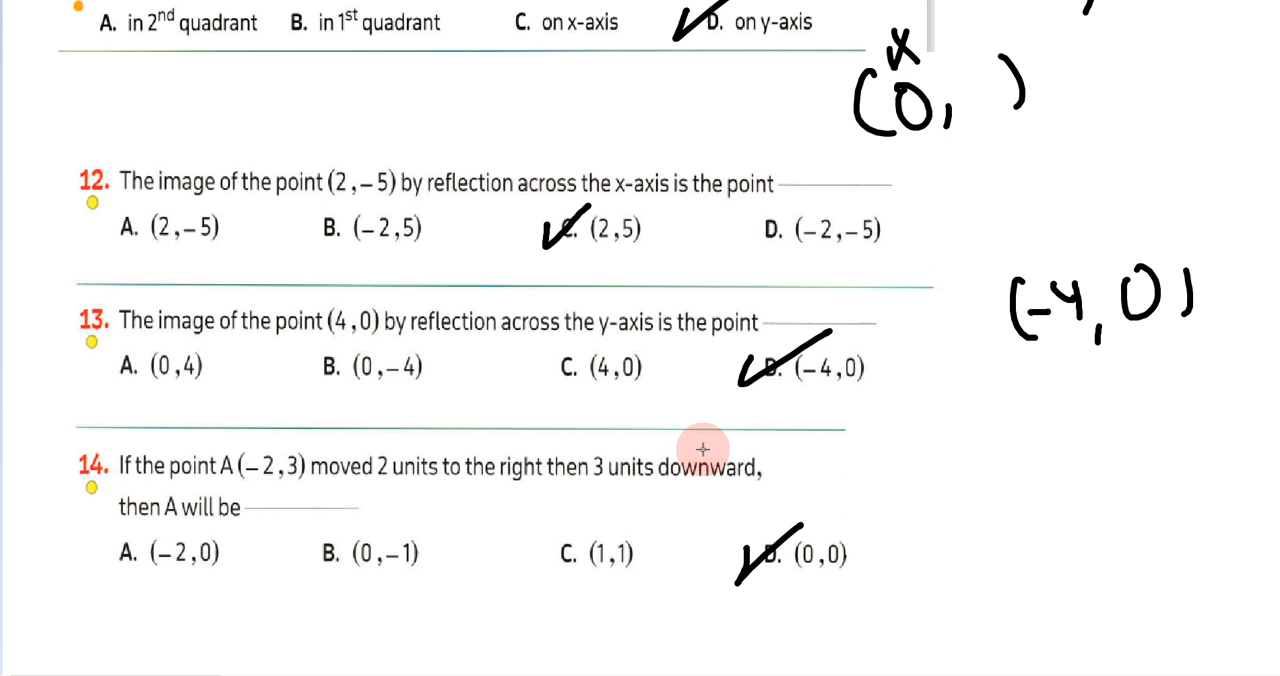 A. in 2nd quadrant B. in 1st quadrant C. on x-axis D. on y-axis
x
(0, )
12. The image of the point (2,–5) by reflection across the x-axis is the point
A. (2,–5) B. (–2,5) C. (2,5) D. (–2,–5)
(-4,0)
13. The image of the point (4,0) by reflection across the y-axis is the point
A. (0,4) B. (0,–4) C. (4,0) D. (–4,0)
14. If the point A (–2,3) moved 2 units to the right then 3 units downward,
then A will be
A. (–2,0) B. (0,–1) C. (1,1) D. (0,0)